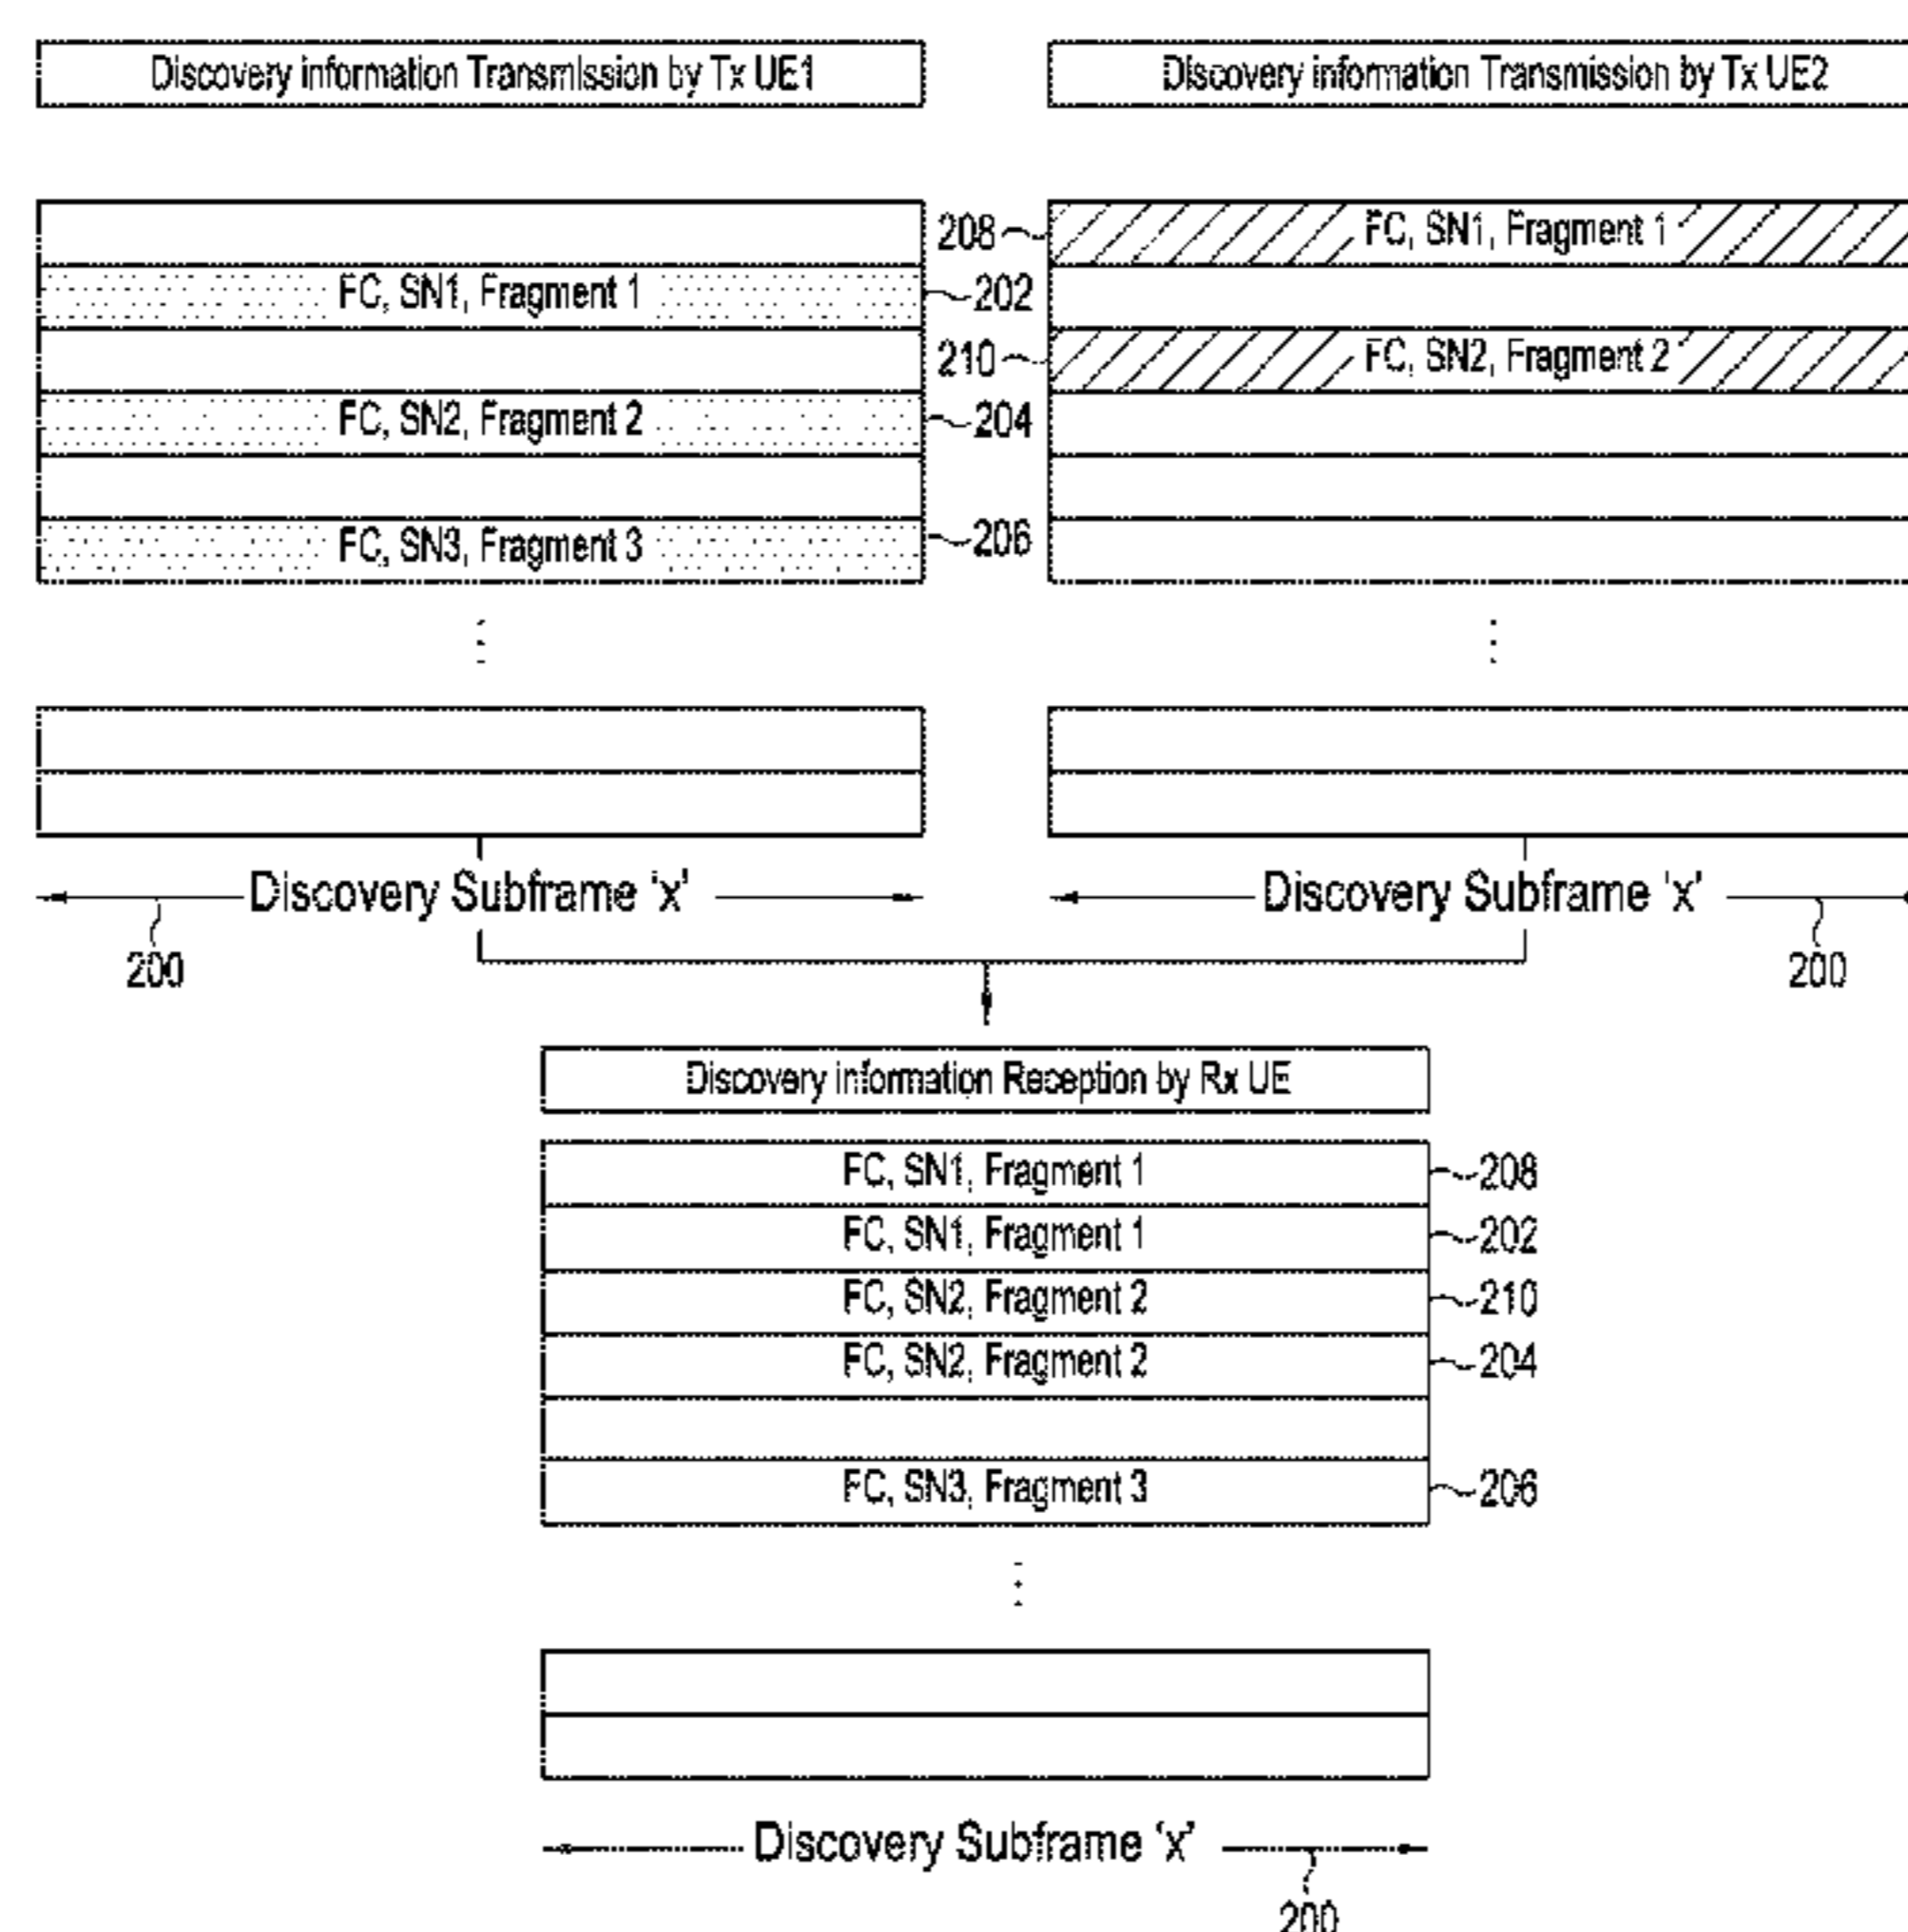 Discovery information Transmission by Tx UE1
Discovery information Transmission by Tx UE2
208
FC, SN1, Fragment 1
FC, SN1, Fragment 1
202
210
FC, SN2, Fragment 2
FC, SN2, Fragment 2
204
FC, SN3, Fragment 3
206
Discovery Subframe ‘x’
Discovery Subframe ‘x’
200
200
Discovery information Reception by Rx UE
FC, SN1, Fragment 1
208
FC, SN1, Fragment 1
202
FC, SN2, Fragment 2
210
FC, SN2, Fragment 2
204
FC, SN3, Fragment 3
206
Discovery Subframe ‘x’
200